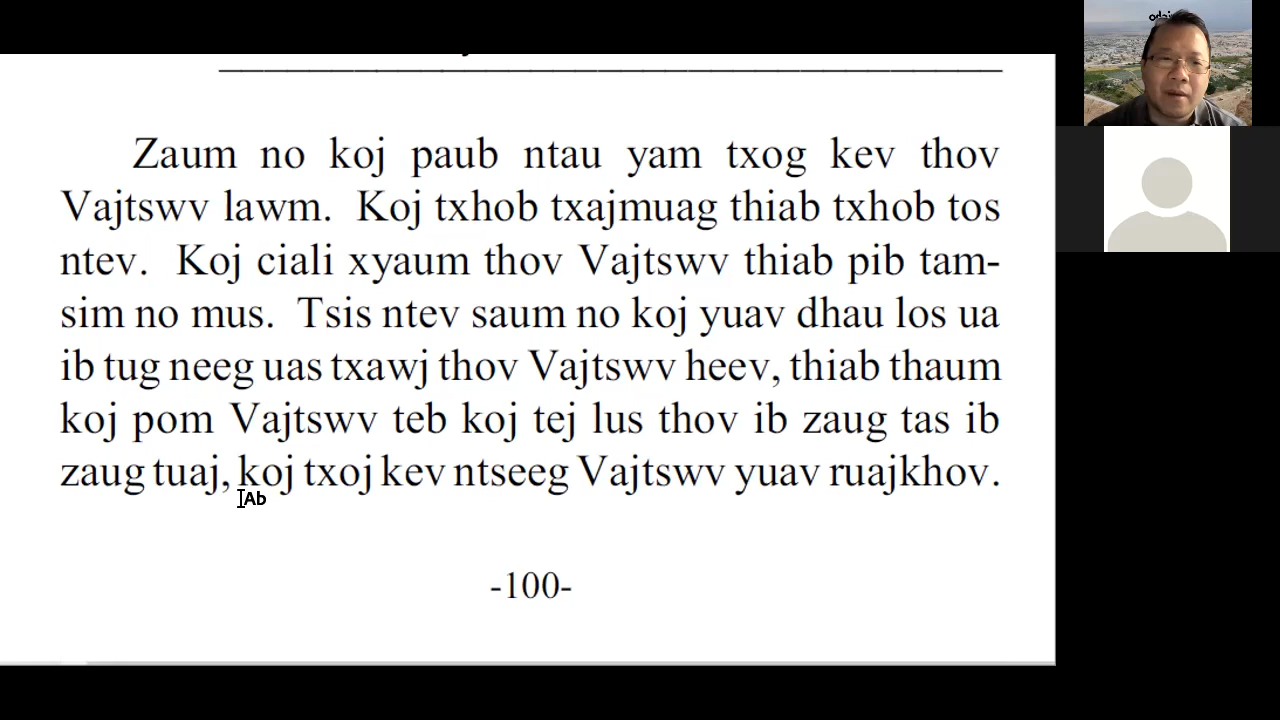 Zaum no koj paub ntau yam txog kev thov
Vajtswv lawm. Koj txhob txajmuag thiab txhob tos
ntev. Koj ciali xyaum thov Vajtswv thiab pib tam-
sim no mus. Tsis ntev saum no koj yuav dhau los ua
ib tug neeg uas txawj thov Vajtswv heev, thiab thaum
koj pom Vajtswv teb koj tej lus thov ib zaug tas ib
zaug tuaj, koj txoj kev ntseeg Vajtswv yuav ruajkhov.
Ab
-100-